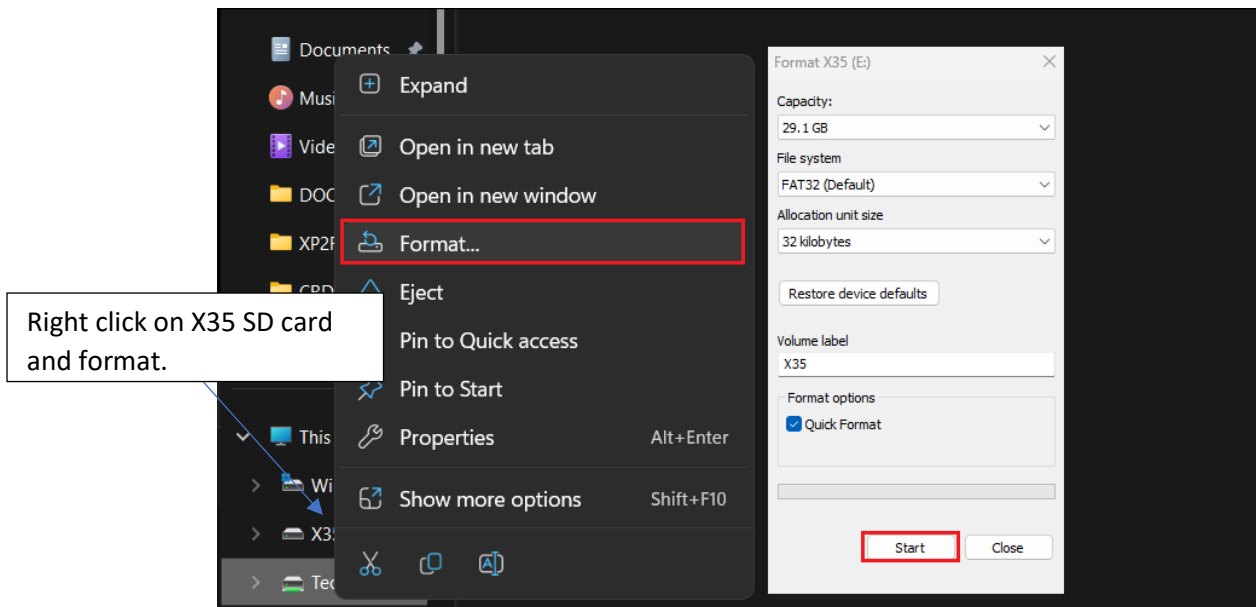 Documents
Musi
Vide
DOC
XP2F
Right click on X35 SD card
and format.
This
Wi
X35
Tec
Expand
Open in new tab
Open in new window
Format...
Eject
Pin to Quick access
Pin to Start
Properties Alt+Enter
Show more options Shift+F10
Format X35 (E:)
Capacity:
29.1 GB
File system
FAT32 (Default)
Allocation unit size
32 kilobytes
Restore device defaults
Volume label
X35
Format options
Quick Format
Start Close